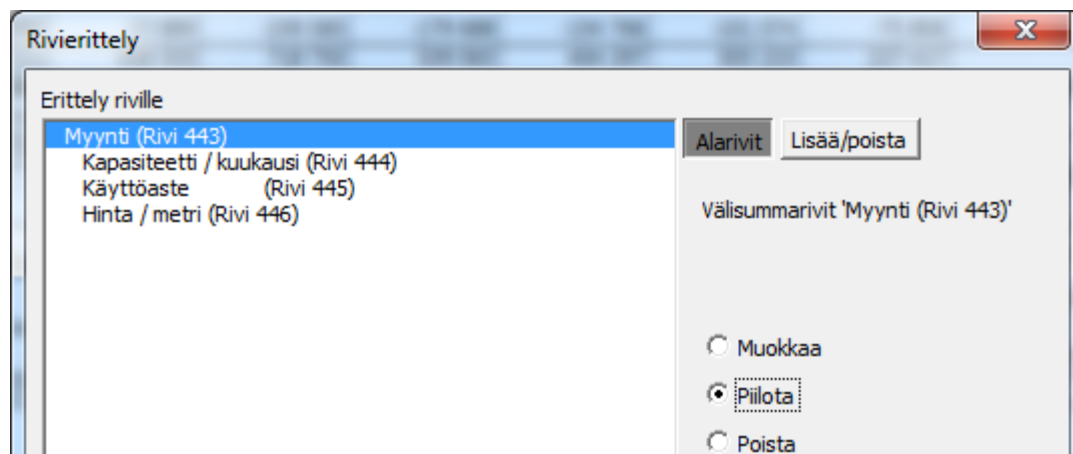 Rivierittely
Erittely riville
Myynti (Rivi 443)
Kapasiteetti / kuukausi (Rivi 444)
Käyttöaste (Rivi 445)
Hinta / metri (Rivi 446)
Alarivit Lisää/poista
Välisummarivit 'Myynti (Rivi 443)'
Muokkaa
Piilota
Poista